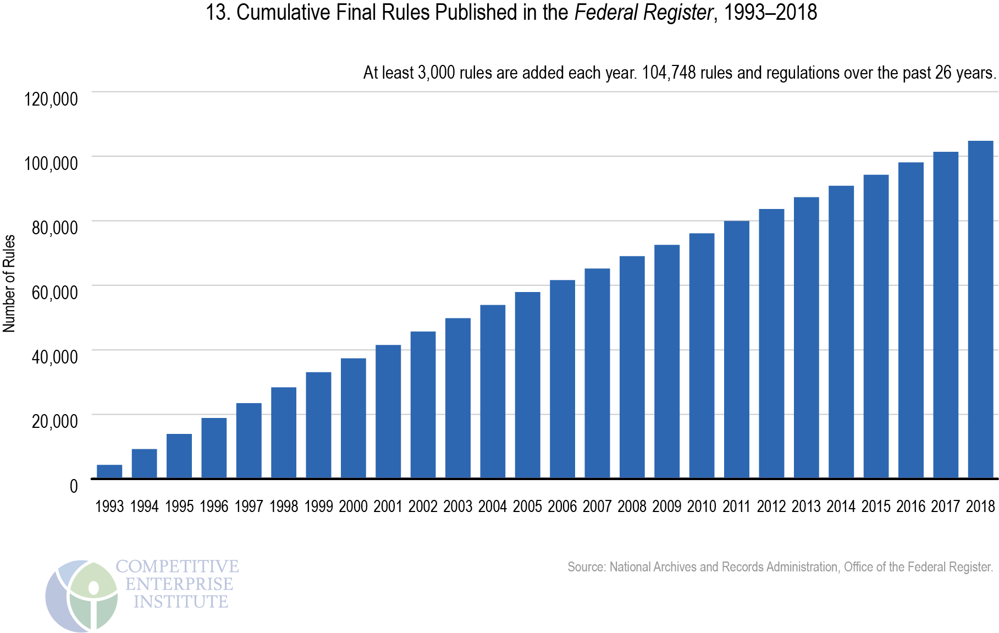 13. Cumulative Final Rules Published in the Federal Register, 1993–2018
At least 3,000 rules are added each year. 104,748 rules and regulations over the past 26 years.
120,000
100,000
80,000
60,000
40,000
20,000
0
Number of Rules
1993 1994 1995 1996 1997 1998 1999 2000 2001 2002 2003 2004 2005 2006 2007 2008 2009 2010 2011 2012 2013 2014 2015 2016 2017 2018
COMPETITIVE
ENTERPRISE
INSTITUTE
Source: National Archives and Records Administration, Office of the Federal Register.